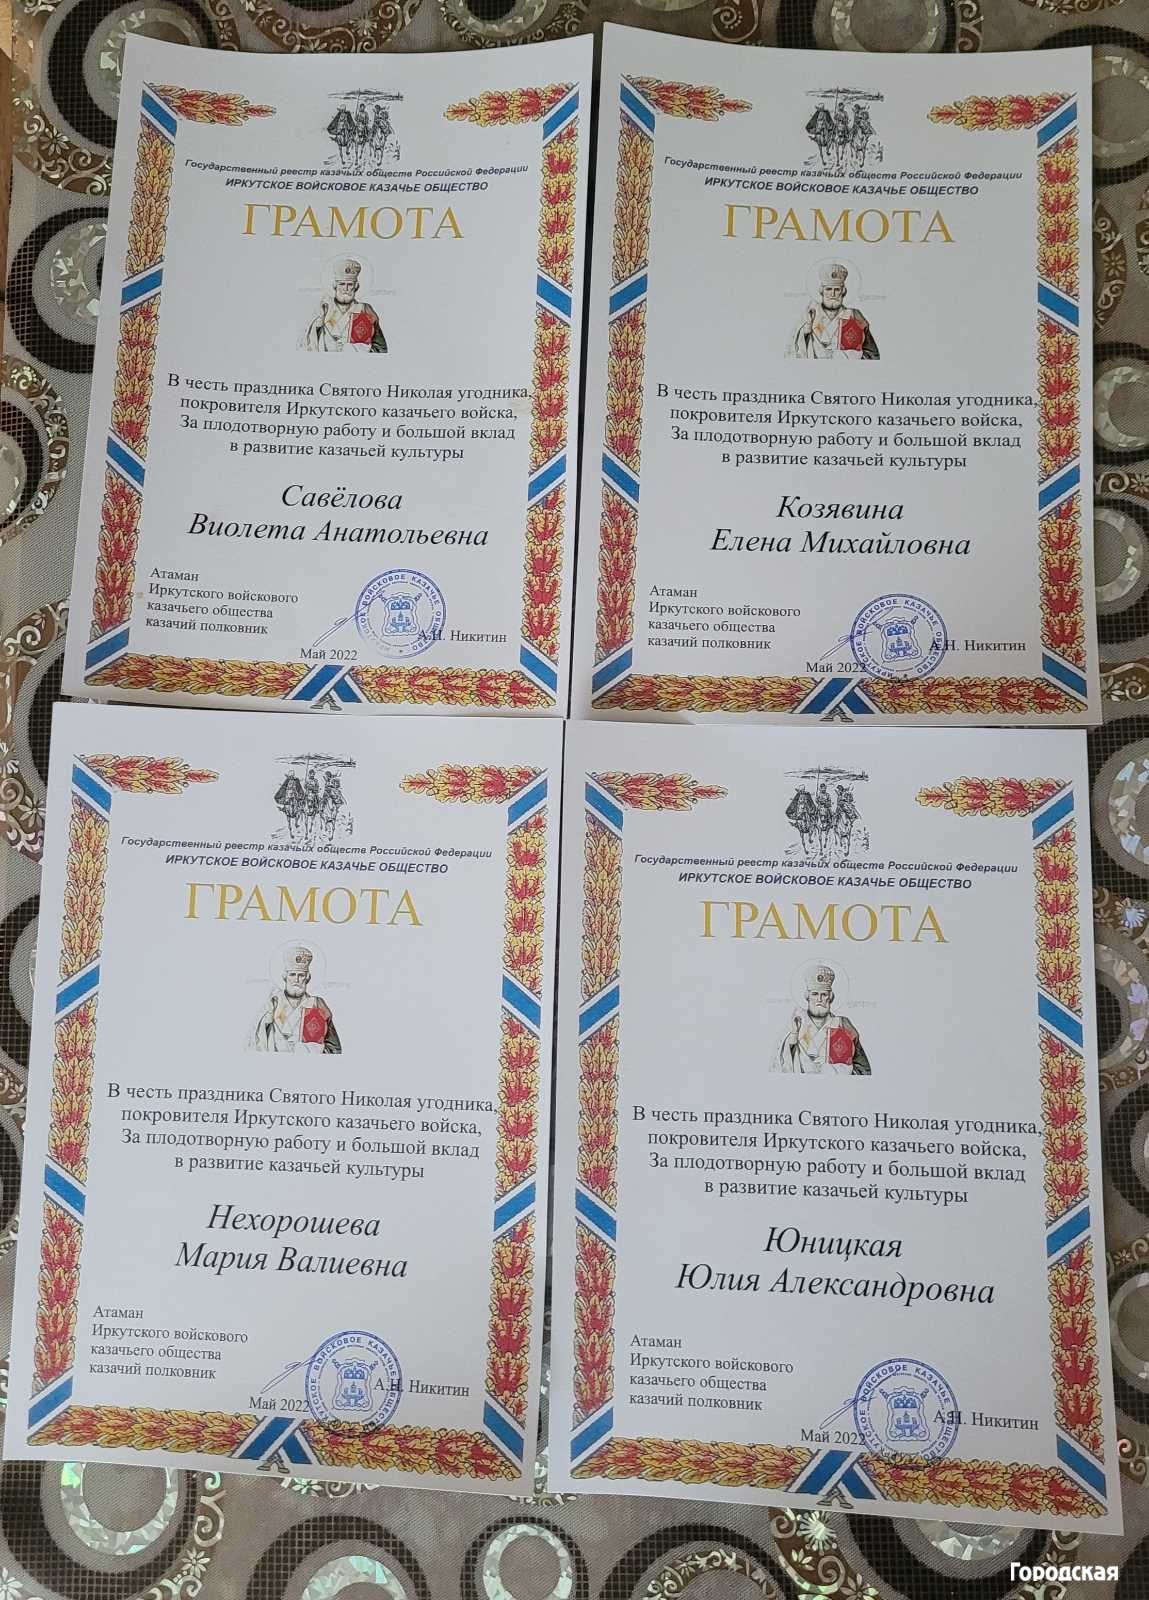 Государственный реестр казачьих обществ Российской Федерации
ИРКУТСКОЕ ВОЙСКОВОЕ КАЗАЧЬЕ ОБЩЕСТВО
ГРАМОТА
В честь праздника Святого Николая угодника,
покровителя Иркутского казачьего войска,
За плодотворную работу и большой вклад
в развитие казачьей культуры
Савёлова
Виолета Анатольевна
Атаман
Иркутского войскового
казачьего общества
казачий полковник
А.Н. Никитин
Май 2022
Государственный реестр казачьих обществ Российской Федерации
ИРКУТСКОЕ ВОЙСКОВОЕ КАЗАЧЬЕ ОБЩЕСТВО
ГРАМОТА
В честь праздника Святого Николая угодника,
покровителя Иркутского казачьего войска,
За плодотворную работу и большой вклад
в развитие казачьей культуры
Козявина
Елена Михайловна
Атаман
Иркутского войскового
казачьего общества
казачий полковник
А.Н. Никитин
Май 2022
Государственный реестр казачьих обществ Российской Федерации
ИРКУТСКОЕ ВОЙСКОВОЕ КАЗАЧЬЕ ОБЩЕСТВО
ГРАМОТА
В честь праздника Святого Николая угодника,
покровителя Иркутского казачьего войска,
За плодотворную работу и большой вклад
в развитие казачьей культуры
Нехорошева
Мария Валиевна
Атаман
Иркутского войскового
казачьего общества
казачий полковник
А.Н. Никитин
Май 2022
Государственный реестр казачьих обществ Российской Федерации
ИРКУТСКОЕ ВОЙСКОВОЕ КАЗАЧЬЕ ОБЩЕСТВО
ГРАМОТА
В честь праздника Святого Николая угодника,
покровителя Иркутского казачьего войска,
За плодотворную работу и большой вклад
в развитие казачьей культуры
Юницкая
Юлия Александровна
Атаман
Иркутского войскового
казачьего общества
казачий полковник
А.Н. Никитин
Май 2022
Городская